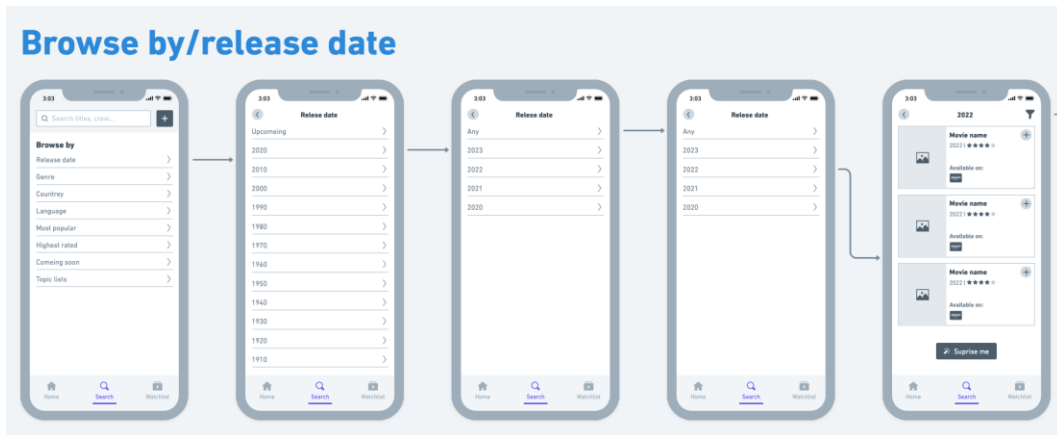 Browse by/release date
3:03
Search titles, crew...
Browse by
Release date
Genre
Countrey
Language
Most popular
Highest rated
Comeing soon
Topic lists
Home Search Watchlist
3:03
Relese date
Upcomeing
2020
2010
2000
1990
1980
1970
1960
1950
1940
1930
1920
1910
Home Search Watchlist
3:03
Relese date
Any
2023
2022
2021
2020
Home Search Watchlist
3:03
Relese date
Any
2023
2022
2021
2020
Home Search Watchlist
3:03
2022
Movie name
2022 | ★★★★★
Available on:
Movie name
2022 | ★★★★★
Available on:
Movie name
2022 | ★★★★★
Available on:
Suprise me
Home Search Watchlist